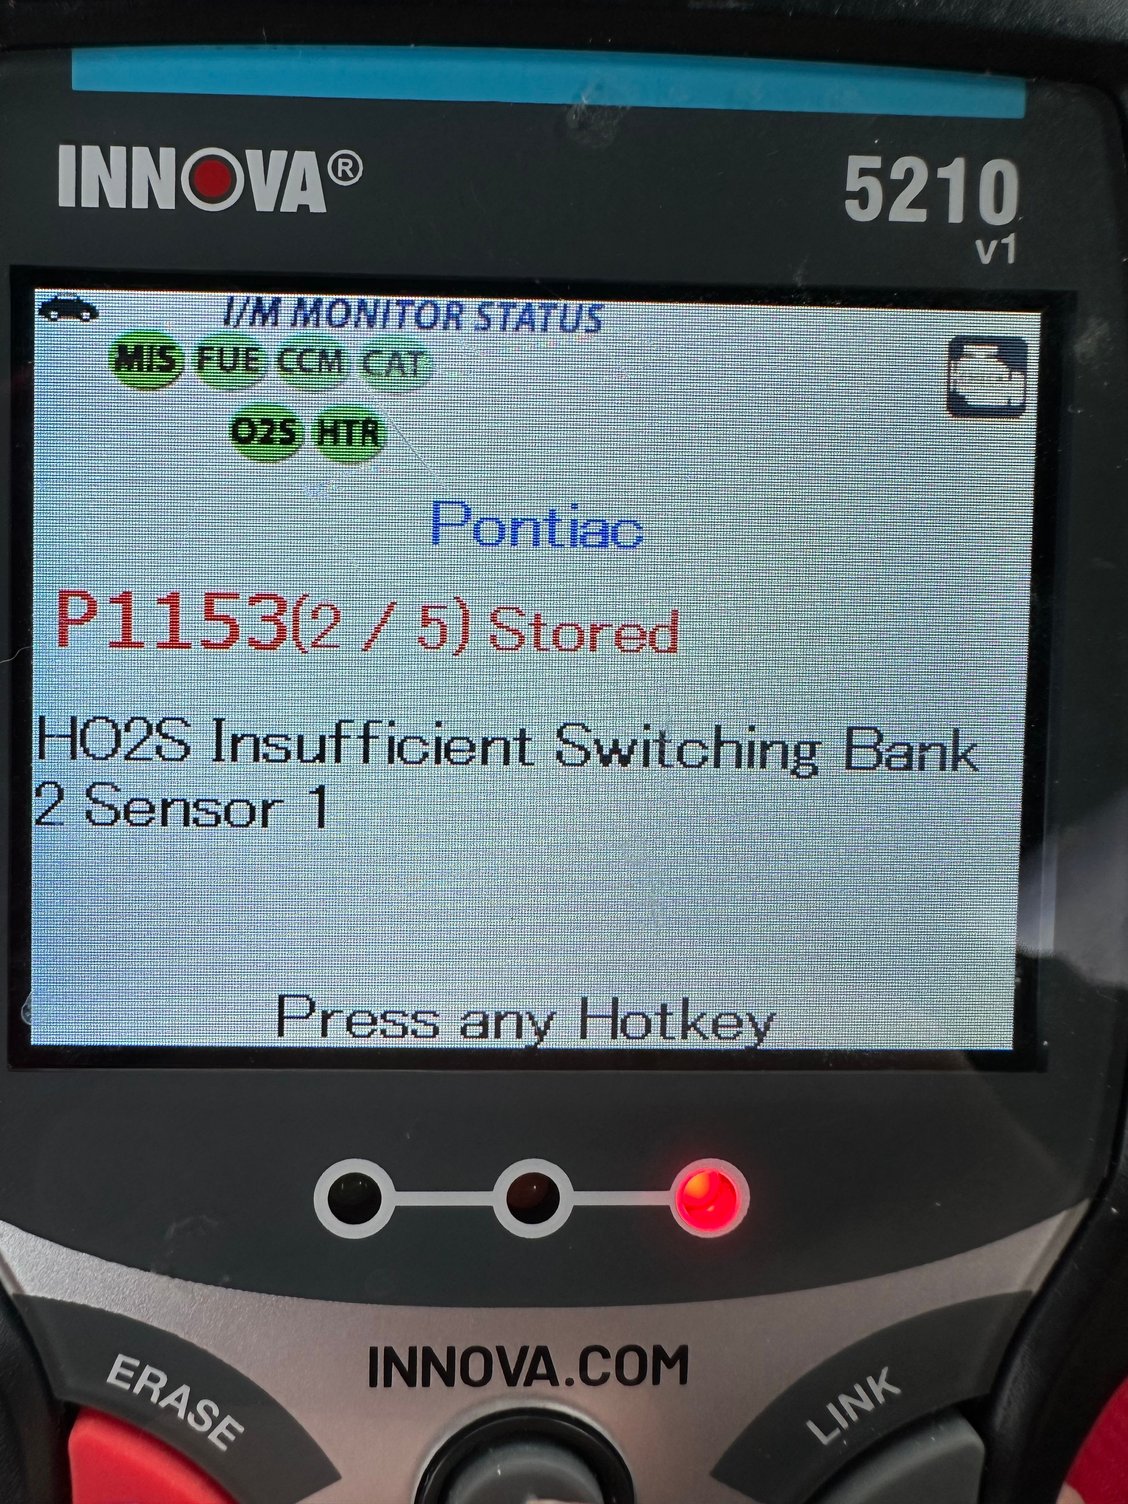 INNOVA®
5210
v1
I/M MONITOR STATUS
MIS FUE CCM CAT
O2S HTR
Pontiac
P1153(2 / 5) Stored
HO2S Insufficient Switching Bank
2 Sensor 1
Press any Hotkey
INNOVA.COM
ERASE
LINK